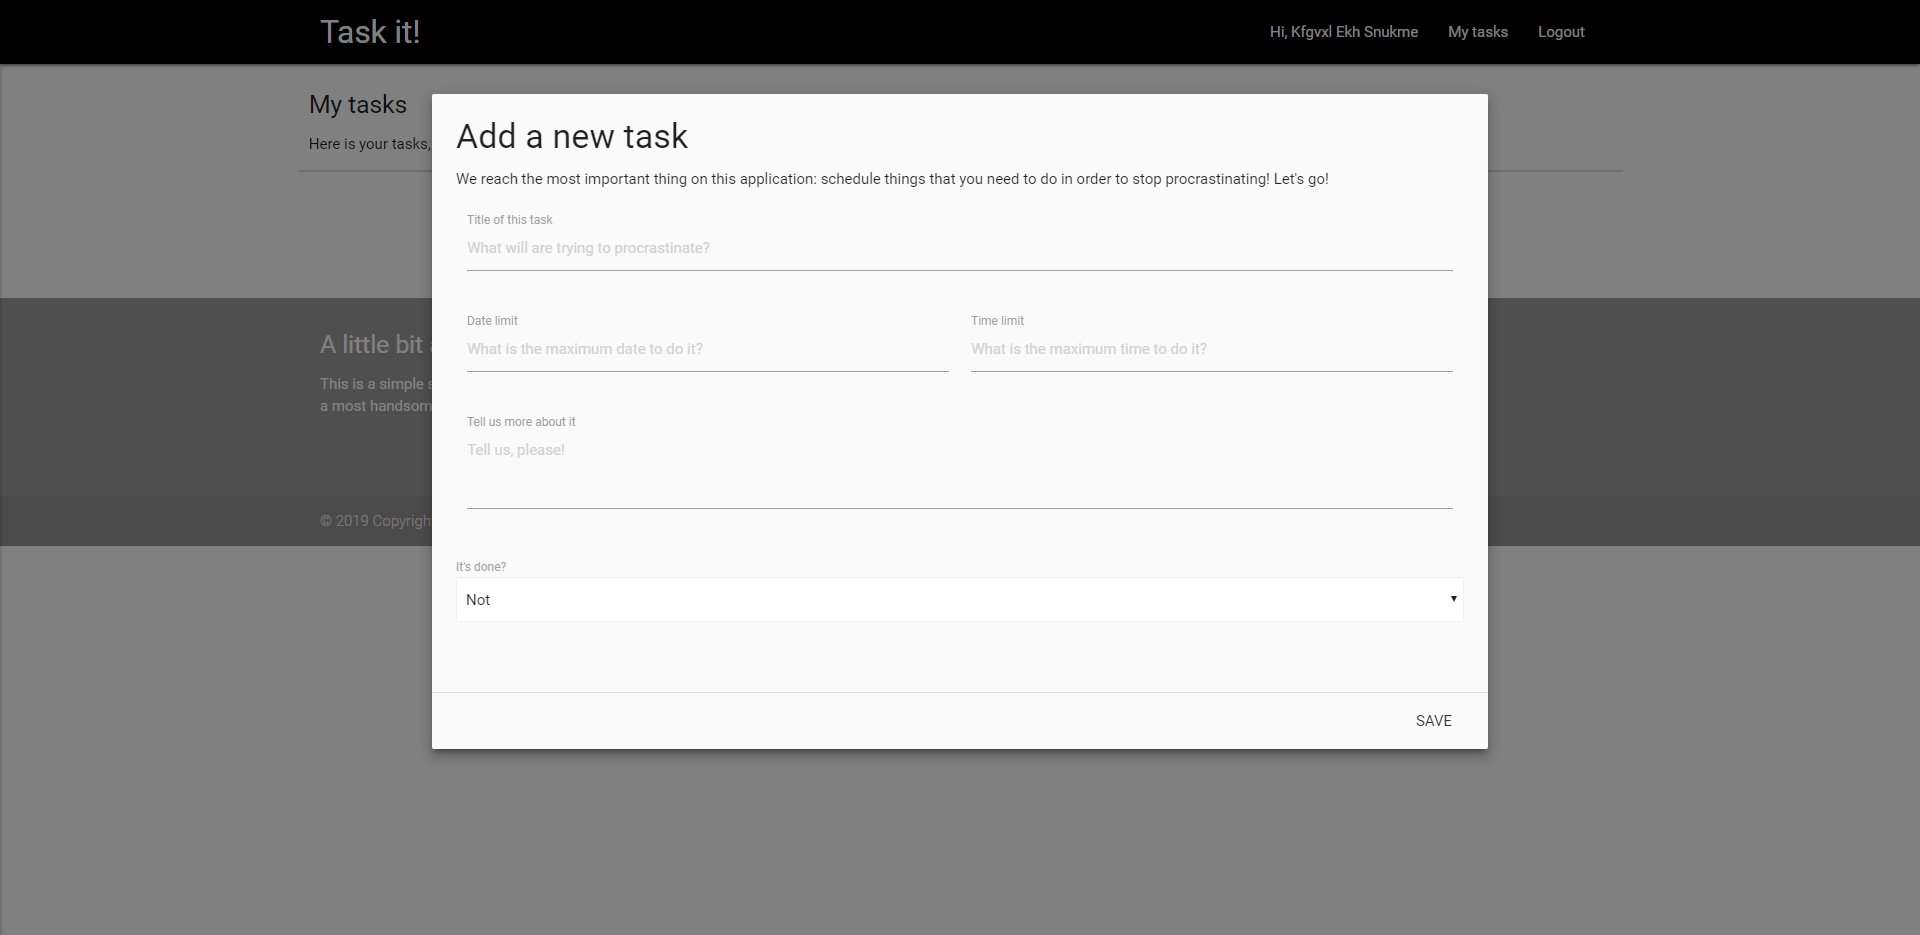 Task it!
Hi, Kfgvxl Ekh Snukme
My tasks
Logout
My tasks
Here is your tasks,
Add a new task
We reach the most important thing on this application: schedule things that you need to do in order to stop procrastinating! Let's go!
Title of this task
What will are trying to procrastinate?
Date limit
Time limit
What is the maximum date to do it?
What is the maximum time to do it?
Tell us more about it
Tell us, please!
It's done?
Not
SAVE
A little bit
This is a simple
a most
© 2019